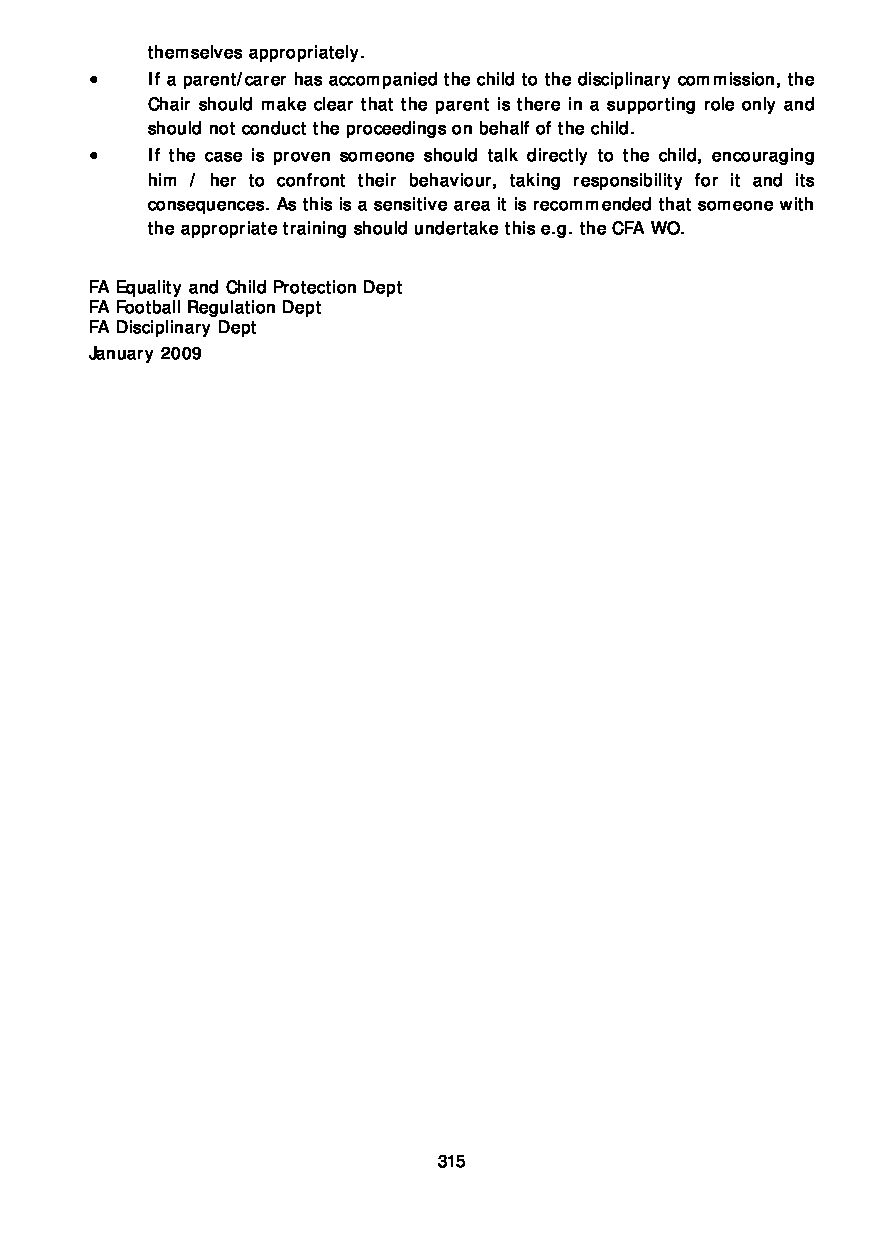 themselves appropriately.
• If a parent/carer has accompanied the child to the disciplinary commission, the
Chair should make clear that the parent is there in a supporting role only and
should not conduct the proceedings on behalf of the child.
• If the case is proven someone should talk directly to the child, encouraging
him / her to confront their behaviour, taking responsibility for it and its
consequences. As this is a sensitive area it is recommended that someone with
the appropriate training should undertake this e.g. the CFA WO.
FA Equality and Child Protection Dept
FA Football Regulation Dept
FA Disciplinary Dept
January 2009
315